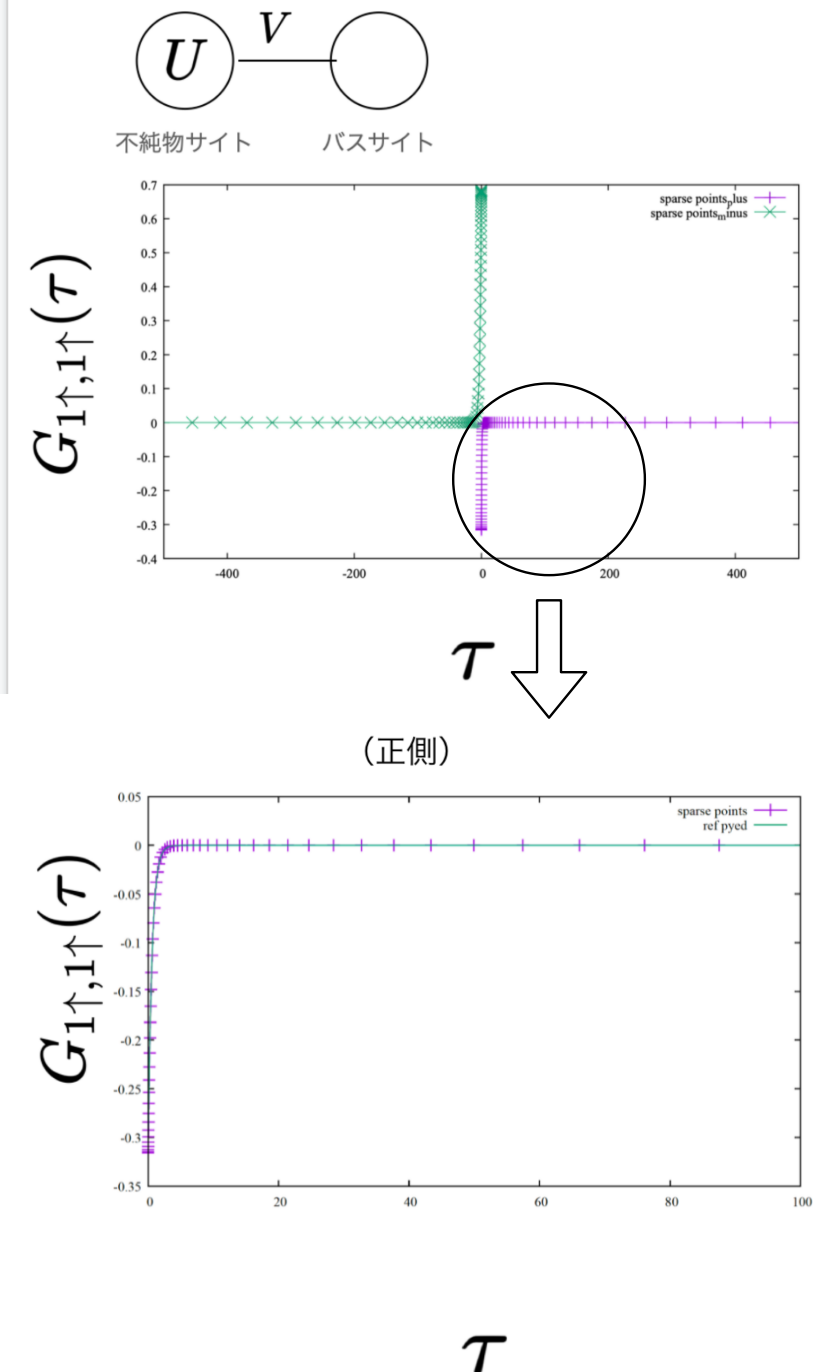 U V
不純物サイト バスサイト
sparse points_plus
sparse points_minus
0.7
0.6
0.5
0.4
0.3
0.2
0.1
0
-0.1
-0.2
-0.3
-0.4
-400 -200 0 200 400
G1↑,1↑(τ)
τ
（正側）
sparse points
ref pyed
0.05
0
-0.05
-0.1
-0.15
-0.2
-0.25
-0.3
-0.35
0 20 40 60 80 100
G1↑,1↑(τ)
τ